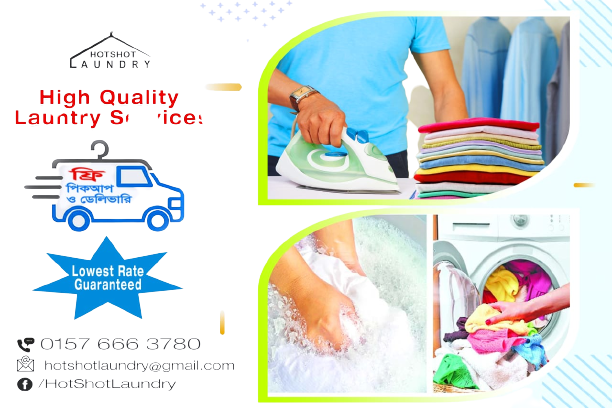 HOTSHOT
LAUNDRY
High Quality
Laundry Services
ফ্রি
পিকআপ
ও ডেলিভারি
Lowest Rate
Guaranteed
0157 666 3780
hotshotlaundry@gmail.com
/HotShotLaundry